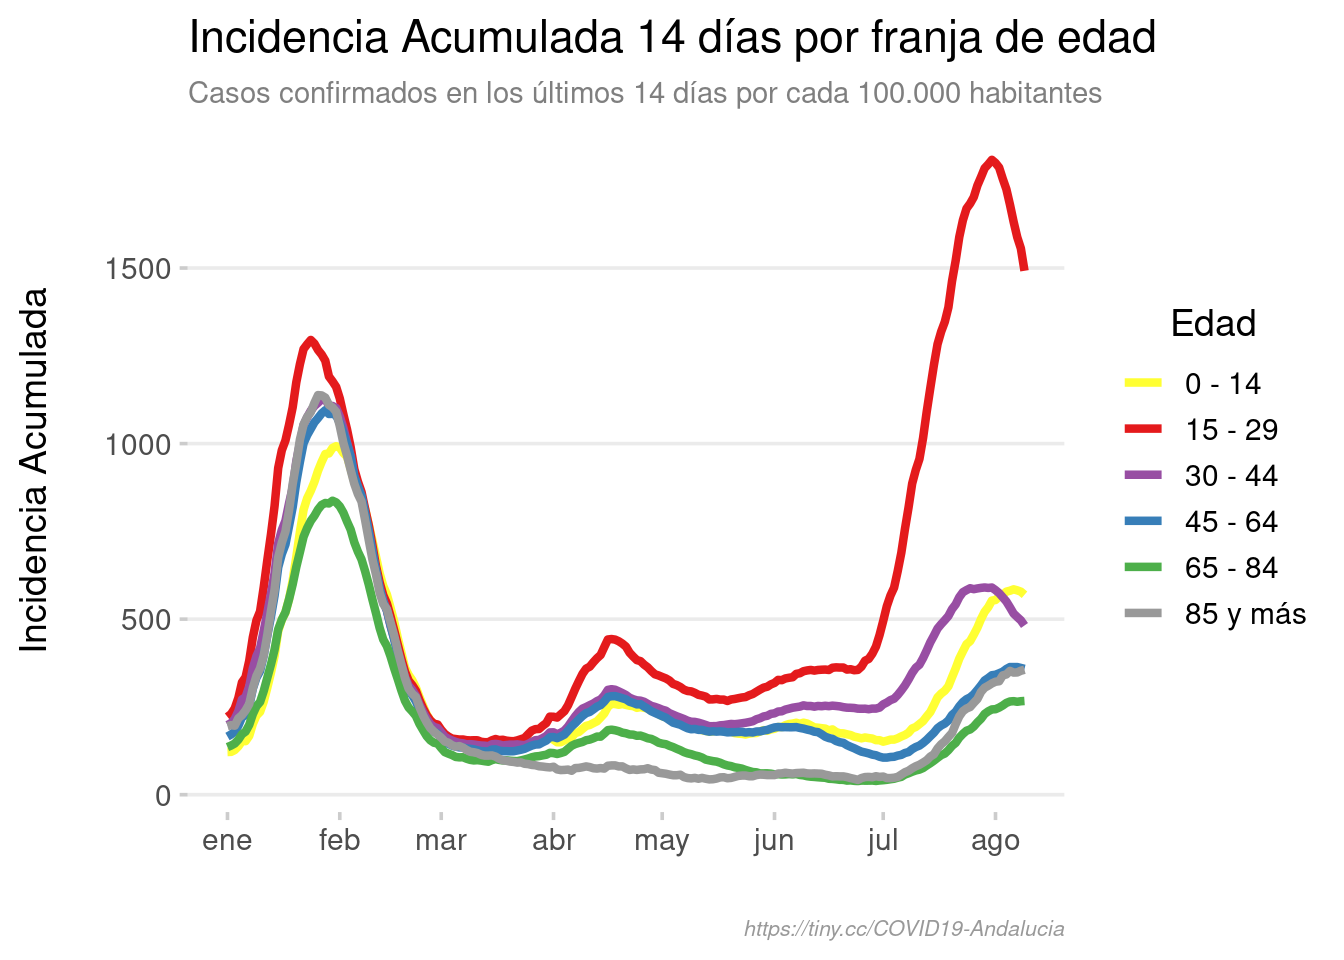 Incidencia Acumulada 14 días por franja de edad
Casos confirmados en los últimos 14 días por cada 100.000 habitantes
Incidencia Acumulada
1500
1000
500
0
ene feb mar abr may jun jul ago
Edad
0 - 14
15 - 29
30 - 44
45 - 64
65 - 84
85 y más
https://tiny.cc/COVID19-Andalucia